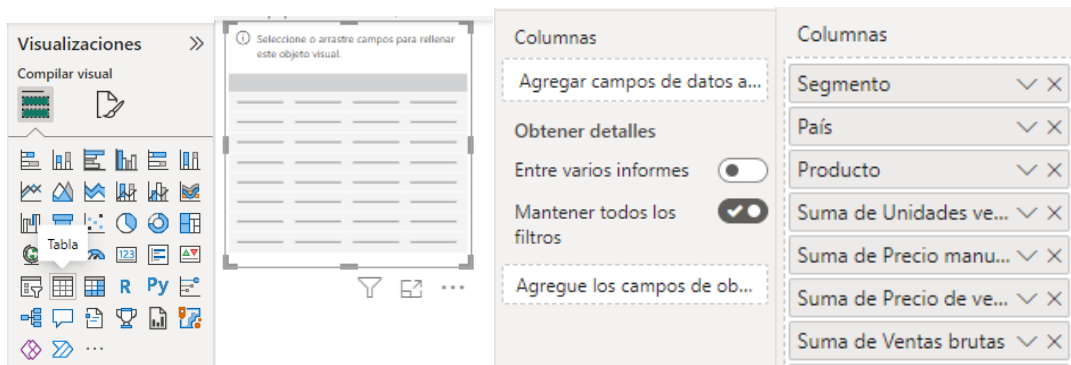 Visualizaciones
Compilar visual
Tabla
123
R
Py
Seleccione o arrastre campos para rellenar
este objeto visual.
Columnas
Agregar campos de datos a...
Obtener detalles
Entre varios informes
Mantener todos los
filtros
Agregue los campos de ob...
Columnas
Segmento
País
Producto
Suma de Unidades ve...
Suma de Precio manu...
Suma de Precio de ve...
Suma de Ventas brutas